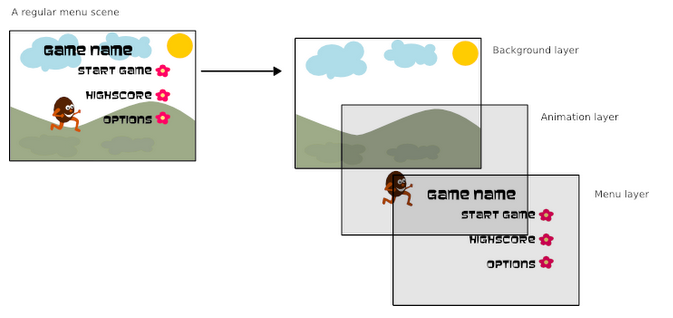 A regular menu scene
Game name
Start Game
Highscore
Options
Background layer
Animation layer
Menu layer
Game name
Start Game
Highscore
Options